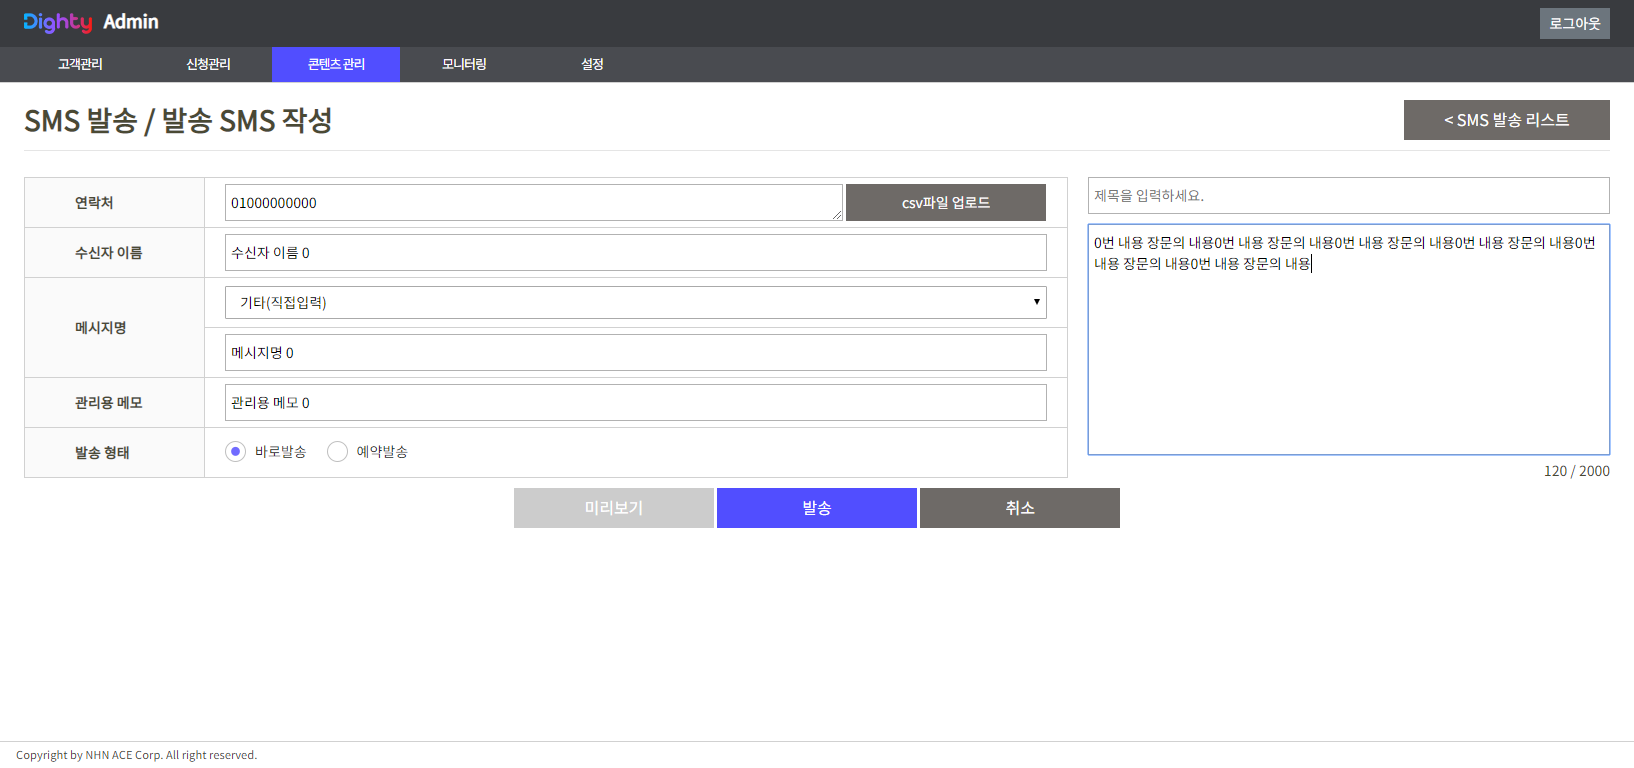 Dighty Admin
로그아웃
고객관리 신청관리 콘텐츠 관리 모니터링 설정
SMS 발송 / 발송 SMS 작성
< SMS 발송 리스트
연락처
01000000000
csv파일 업로드
수신자 이름
수신자 이름 0
메시지명
기타(직접입력)
메시지명 0
관리용 메모
관리용 메모 0
발송 형태
바로발송 예약발송
제목을 입력하세요.
0번 내용 장문의 내용0번 내용 장문의 내용0번 내용 장문의 내용0번 내용 장문의 내용0번
내용 장문의 내용0번 내용 장문의 내용
120 / 2000
미리보기 발송 취소
Copyright by NHN ACE Corp. All right reserved.